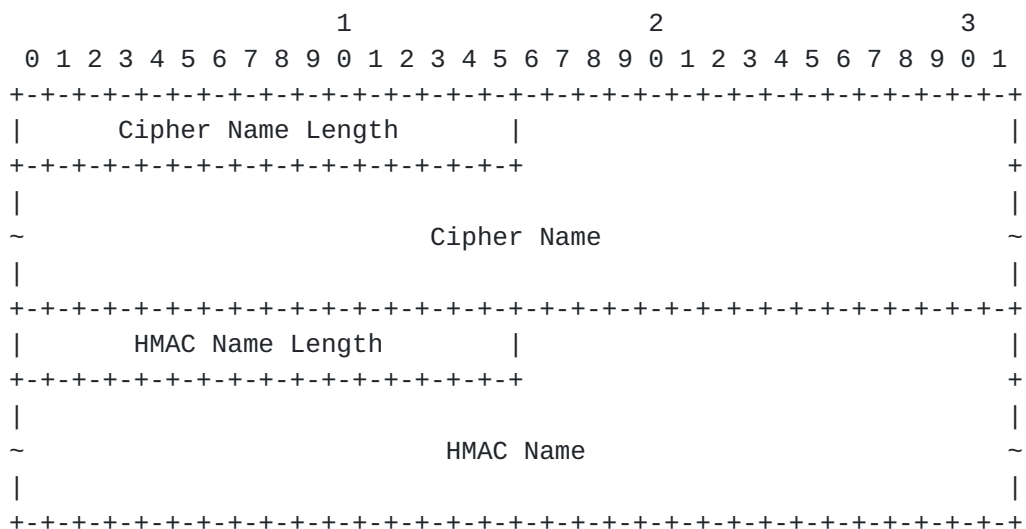 1                   2                   3
 0 1 2 3 4 5 6 7 8 9 0 1 2 3 4 5 6 7 8 9 0 1 2 3 4 5 6 7 8 9 0 1
+-+-+-+-+-+-+-+-+-+-+-+-+-+-+-+-+-+-+-+-+-+-+-+-+-+-+-+-+-+-+-+-+
|      Cipher Name Length       |                               |
+-+-+-+-+-+-+-+-+-+-+-+-+-+-+-+-+                               +
|                                                               |
~                          Cipher Name                          ~
|                                                               |
+-+-+-+-+-+-+-+-+-+-+-+-+-+-+-+-+-+-+-+-+-+-+-+-+-+-+-+-+-+-+-+-+
|       HMAC Name Length        |                               |
+-+-+-+-+-+-+-+-+-+-+-+-+-+-+-+-+                               +
|                                                               |
~                           HMAC Name                           ~
|                                                               |
+-+-+-+-+-+-+-+-+-+-+-+-+-+-+-+-+-+-+-+-+-+-+-+-+-+-+-+-+-+-+-+-+